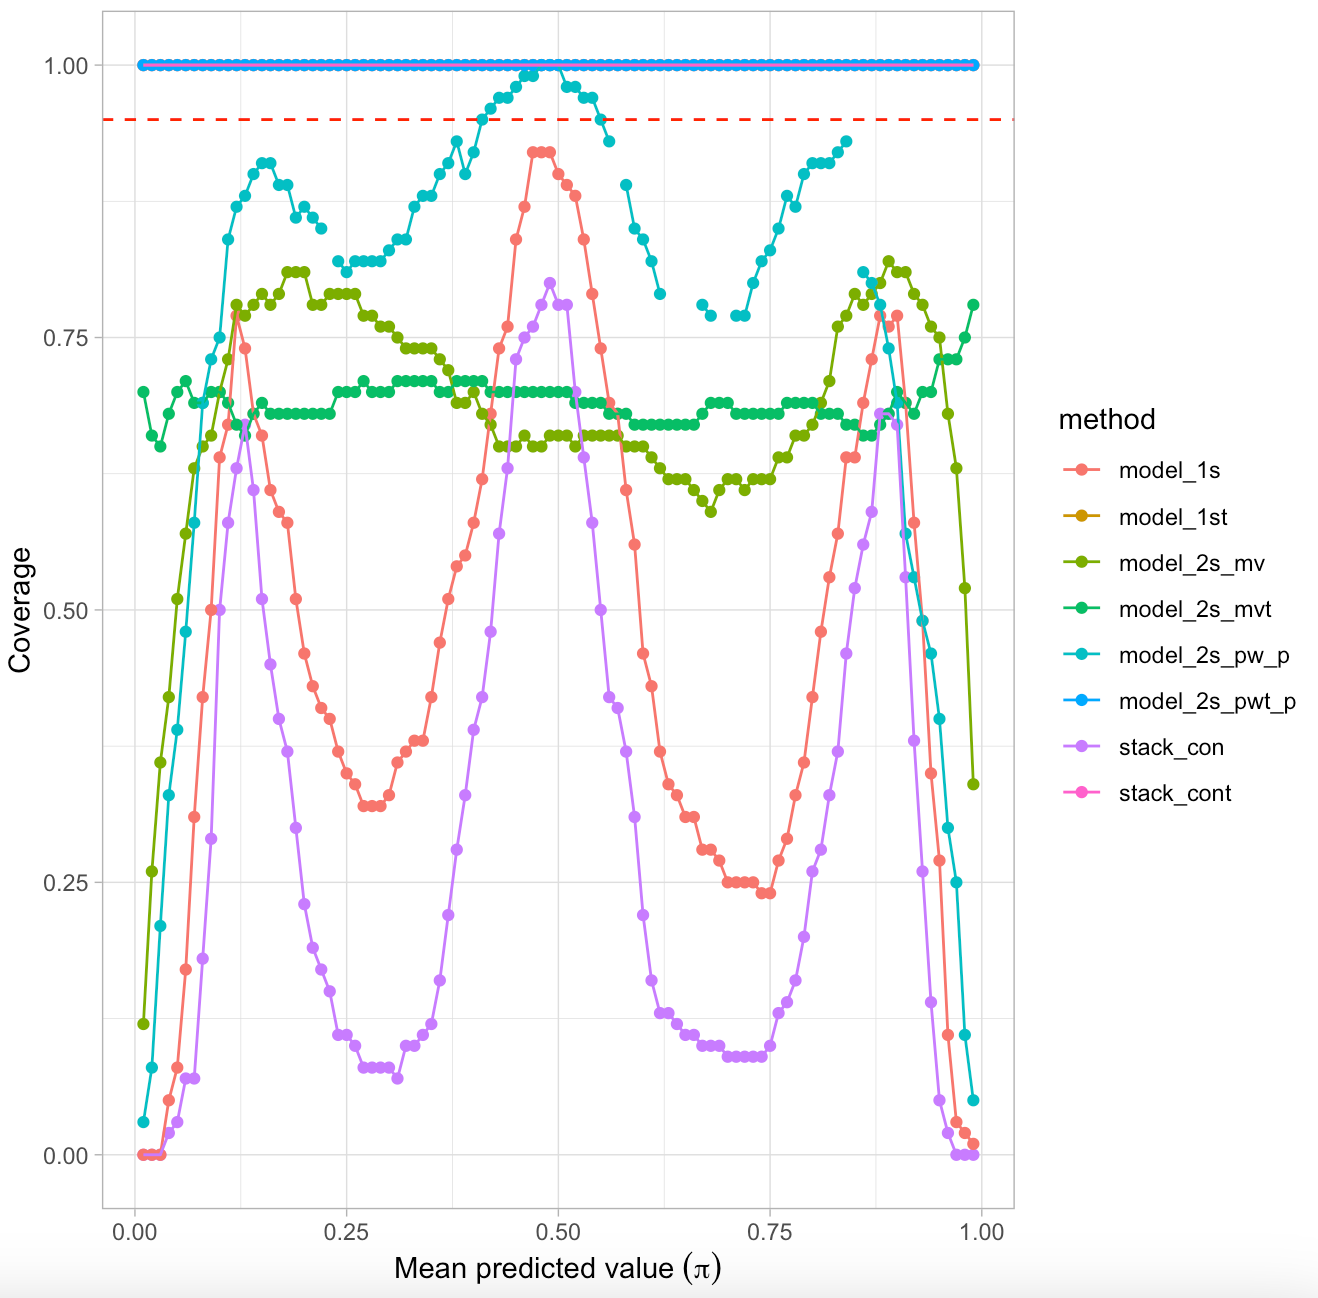 1.00
0.75
0.50
0.25
0.00
Coverage
0.00 0.25 0.50 0.75 1.00
Mean predicted value (π)
method
model_1s
model_1st
model_2s_mv
model_2s_mvt
model_2s_pw_p
model_2s_pwt_p
stack_con
stack_cont